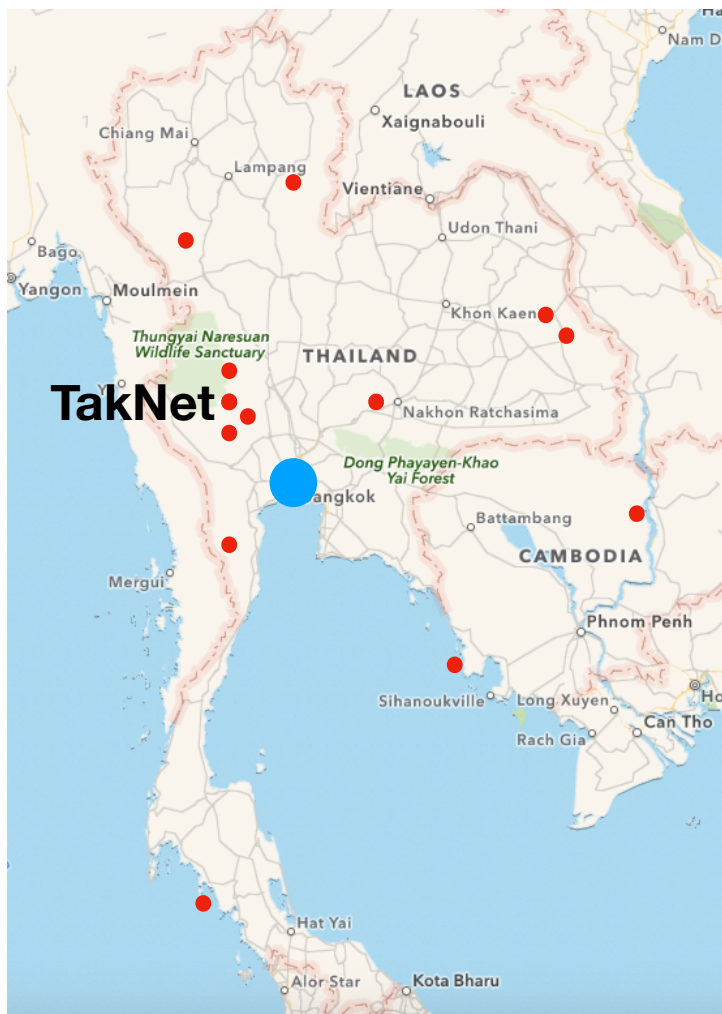 Ha
Nam D
LAOS
Xaignabouli
Chiang Mai
Lampang
Vientiane
Udon Thani
Bago
Yangon
Moulmein
Khon Kaen
Thungyai Naresuan
Wildlife Sanctuary
THAILAND
Y
TakNet
Nakhon Ratchasima
Dong Phayayen-Khao
Yai Forest
angkok
Battambang
CAMBODIA
Mergui
Phnom Penh
Sihanoukville
Long Xuyen
Ho
Can Tho
Rach Gia
Hat Yai
Alor Star
Kota Bharu